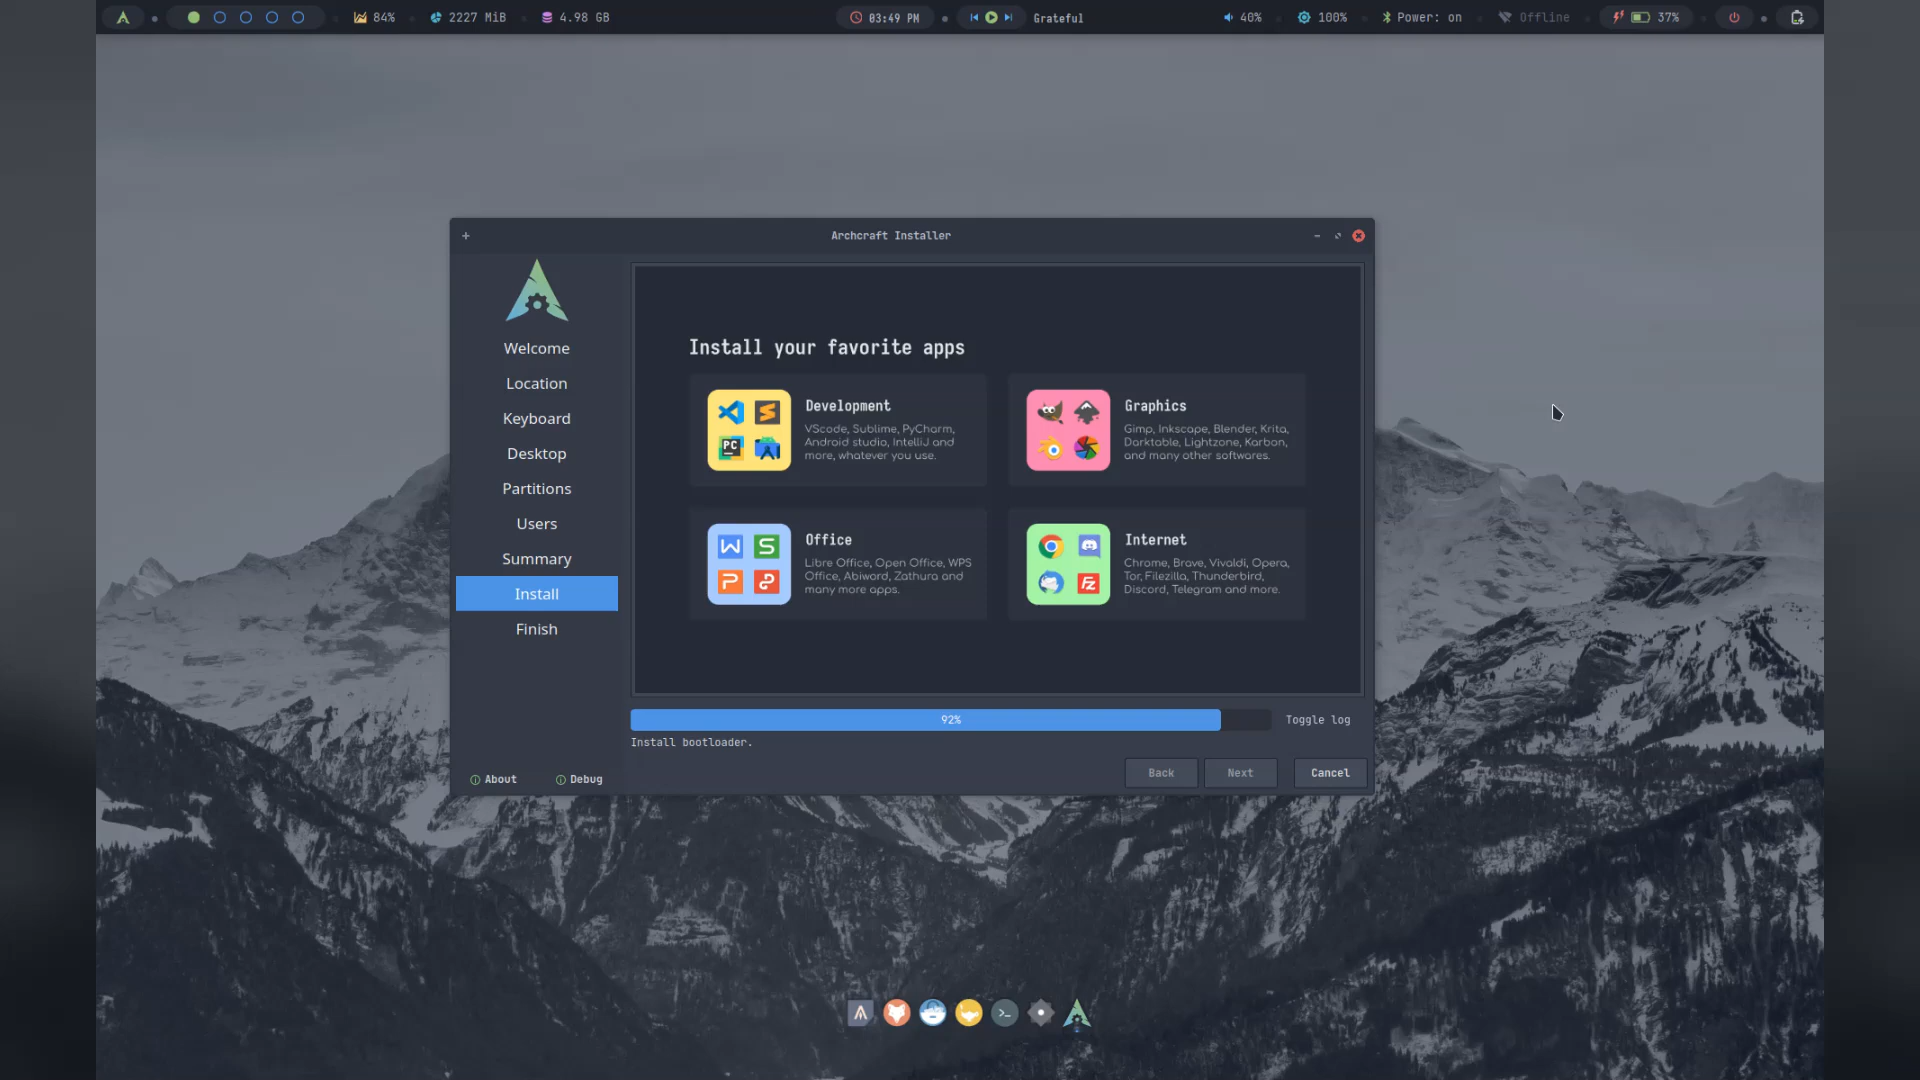 84% 2227 MiB 4.98 GB 03:49 PM Grateful 40% 100% Power: on Offline 37%
Archcraft Installer
Welcome
Location
Keyboard
Desktop
Partitions
Users
Summary
Install
Finish
Install your favorite apps
Development
VScode, Sublime, PyCharm,
Android studio, IntelliJ and
more, whatever you use.
Graphics
Gimp, Inkscape, Blender, Krita,
Darktable, Lightzone, Karbon,
and many other softwares.
Office
Libre Office, Open Office, WPS
Office, Abiword, Zathura and
many more apps.
Internet
Chrome, Brave, Vivaldi, Opera,
Tor, Filezilla, Thunderbird,
Discord, Telegram and more.
PC
W S
P
Fz
92%
Toggle log
Install bootloader.
About Debug
Back Next Cancel